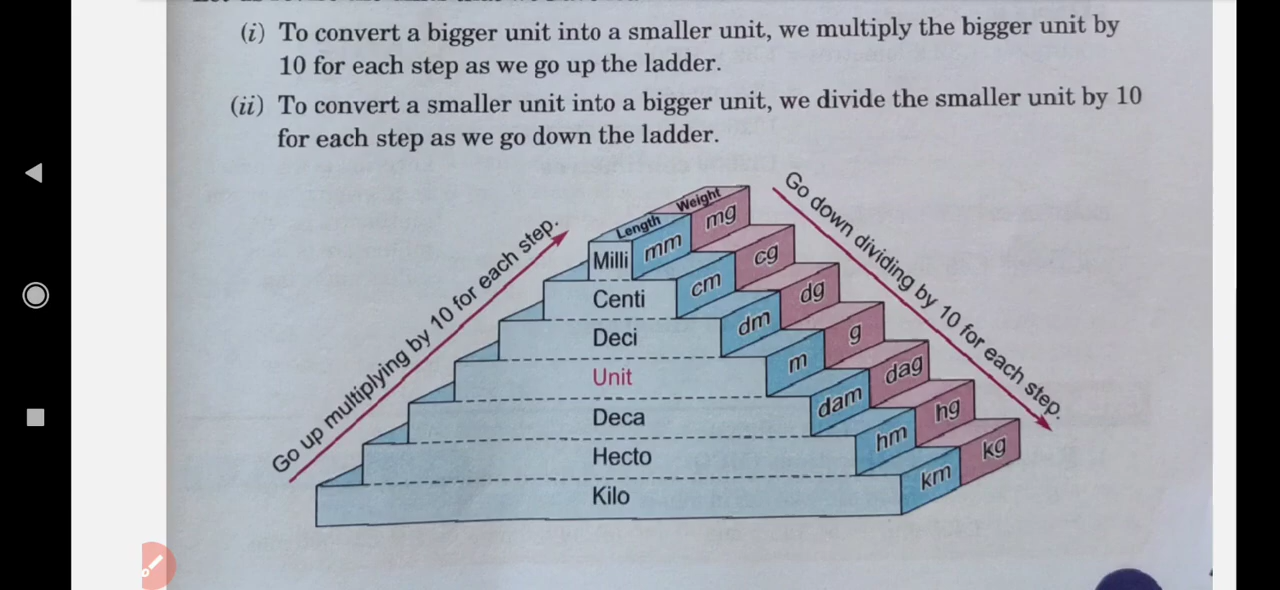 (i) To convert a bigger unit into a smaller unit, we multiply the bigger unit by
10 for each step as we go up the ladder.
(ii) To convert a smaller unit into a bigger unit, we divide the smaller unit by 10
for each step as we go down the ladder.
Go up multiplying by 10 for each step.
Go down dividing by 10 for each step.
Length Weight
Milli mm mg
Centi cm cg
Deci dm dg
Unit m g
Deca dam dag
Hecto hm hg
Kilo km kg